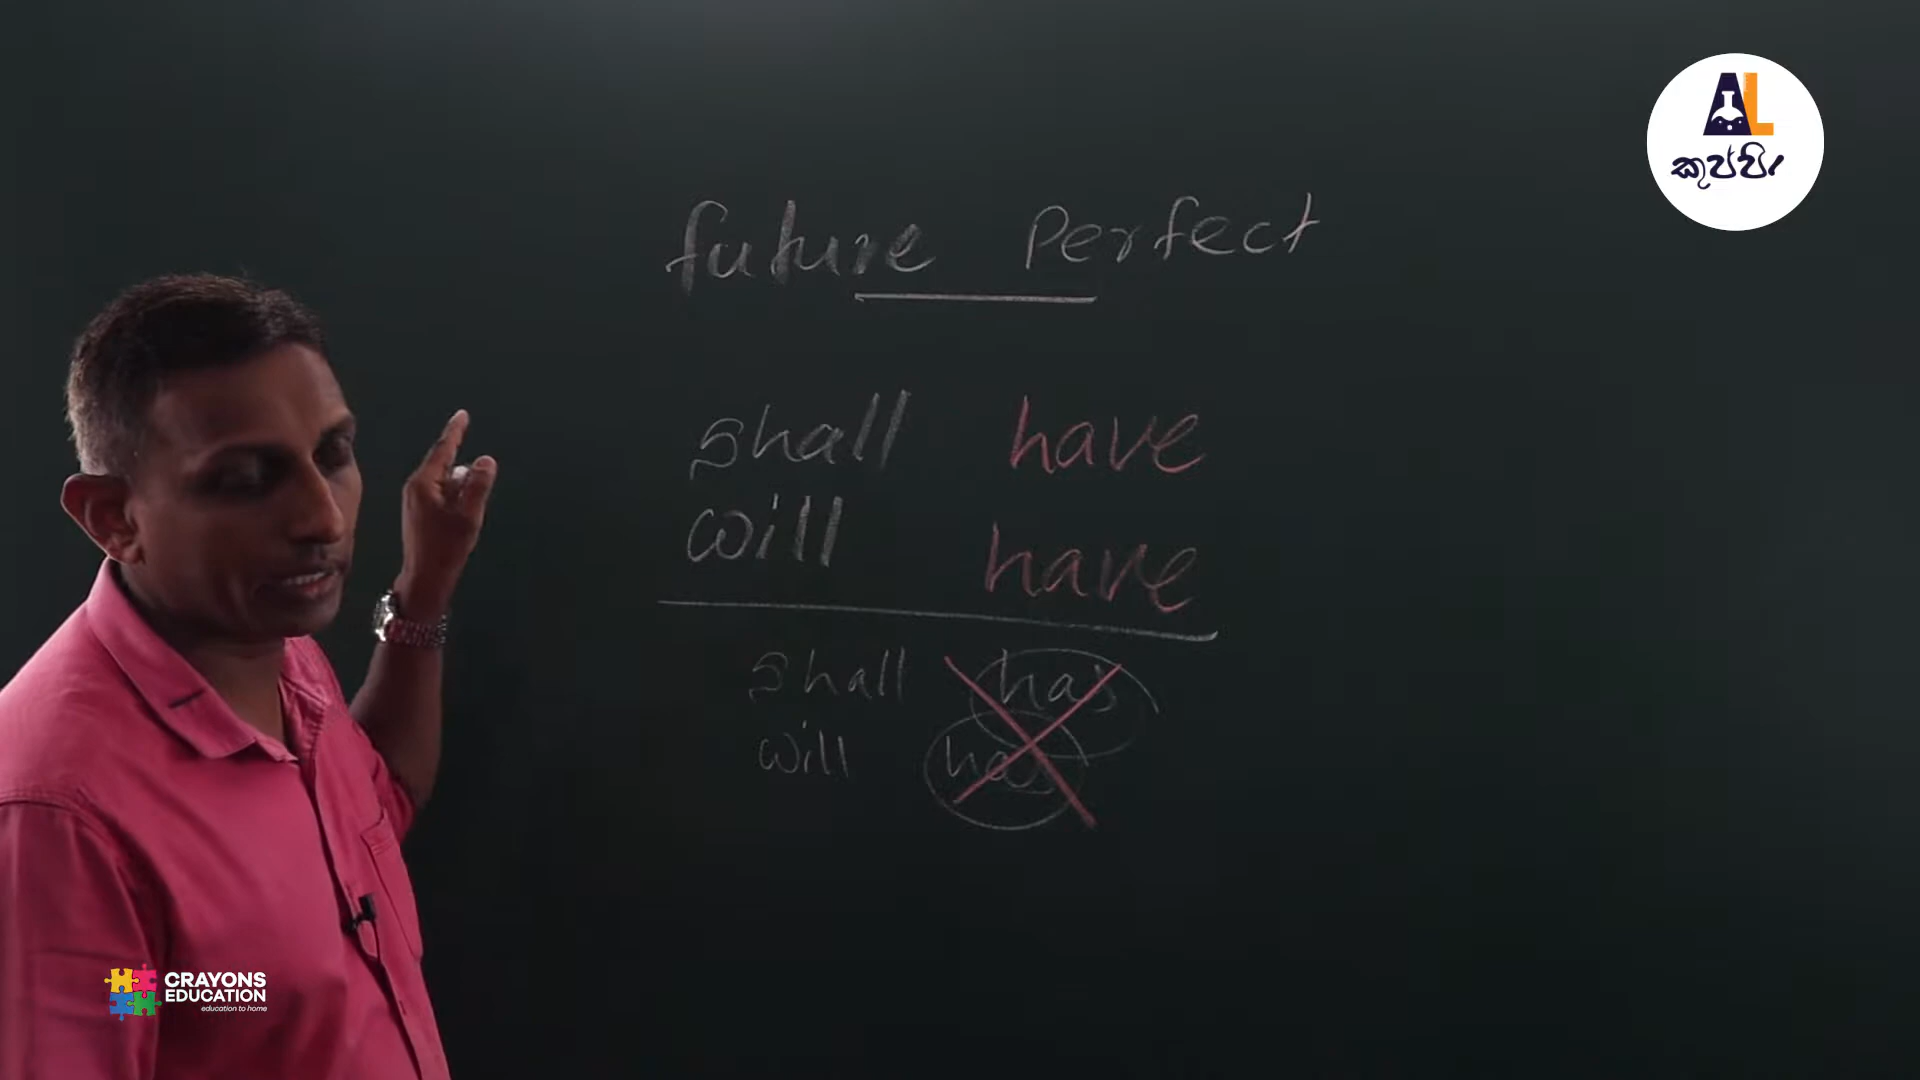 AL
කුප්පිය
future Perfect
shall have
will have
shall has
will has
CRAYONS
EDUCATION
education to home